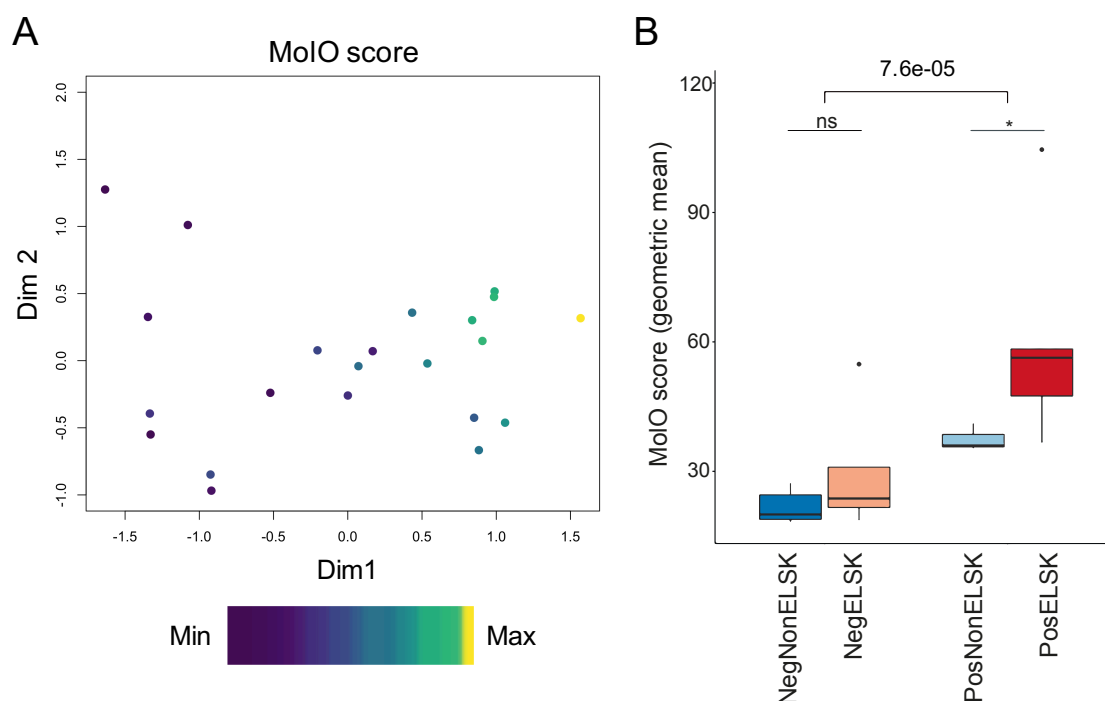 A
MolO score
2.0
1.5
1.0
0.5
0.0
-0.5
-1.0
Dim 2
-1.5
-1.0
-0.5
0.0
0.5
1.0
1.5
Dim1
Min
Max
B
7.6e-05
ns
*
120
90
60
30
MolO score (geometric mean)
NegNonELSK
NegELSK
PosNonELSK
PosELSK